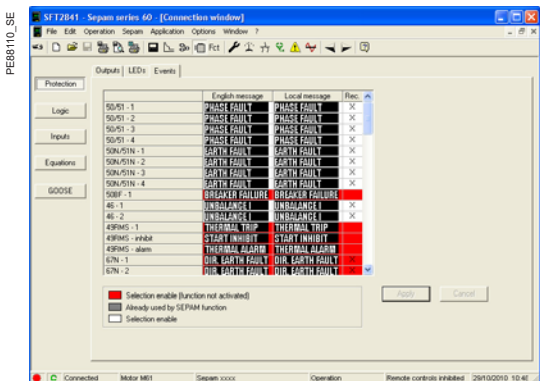 PE88110_SE
SFT2841 - Sepam series 60 - [Connection window]
File Edit Operation Sepam Application Options Window ?
Fct
Outputs LEDs Events
Protection
Logic
Inputs
Equations
GOOSE
English message Local message Rec.
50/51 - 1 PHASE FAULT PHASE FAULT X
50/51 - 2 PHASE FAULT PHASE FAULT X
50/51 - 3 PHASE FAULT PHASE FAULT X
50/51 - 4 PHASE FAULT PHASE FAULT X
50N/51N - 1 EARTH FAULT EARTH FAULT X
50N/51N - 2 EARTH FAULT EARTH FAULT X
50N/51N - 3 EARTH FAULT EARTH FAULT X
50N/51N - 4 EARTH FAULT EARTH FAULT X
50BF - 1 BREAKER FAILURE BREAKER FAILURE
46 - 1 UNBALANCE I UNBALANCE I X
46 - 2 UNBALANCE I UNBALANCE I X
49RMS - 1 THERMAL TRIP THERMAL TRIP
49RMS - inhibit START INHIBIT START INHIBIT
49RMS - alarm THERMAL ALARM THERMAL ALARM
67N - 1 DIR. EARTH FAULT DIR. EARTH FAULT X
67N - 2 DIR. EARTH FAULT DIR. EARTH FAULT X
Selection enable (function not activated)
Already used by SEPAM function
Selection enable
Apply Cancel
C Connected Motor M61 Sepam xxxx Operation Remote controls inhibited 29/10/2010 10:4